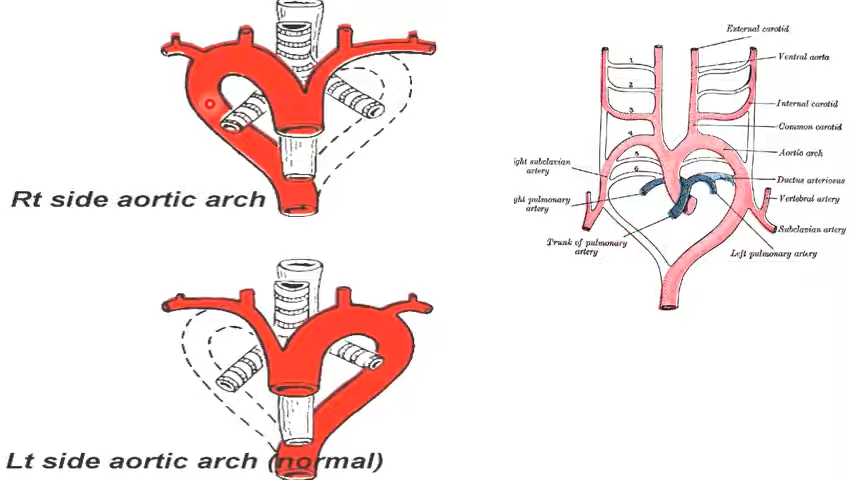 Rt side aortic arch
Lt side aortic arch (normal)
External carotid
Ventral aorta
1
2
3
Internal carotid
Common carotid
4
Aortic arch
5
ight subclavian
artery
6
Ductus arteriosus
ght pulmonary
artery
Vertebral artery
Subclavian artery
Trunk of pulmonary
artery
Left pulmonary artery